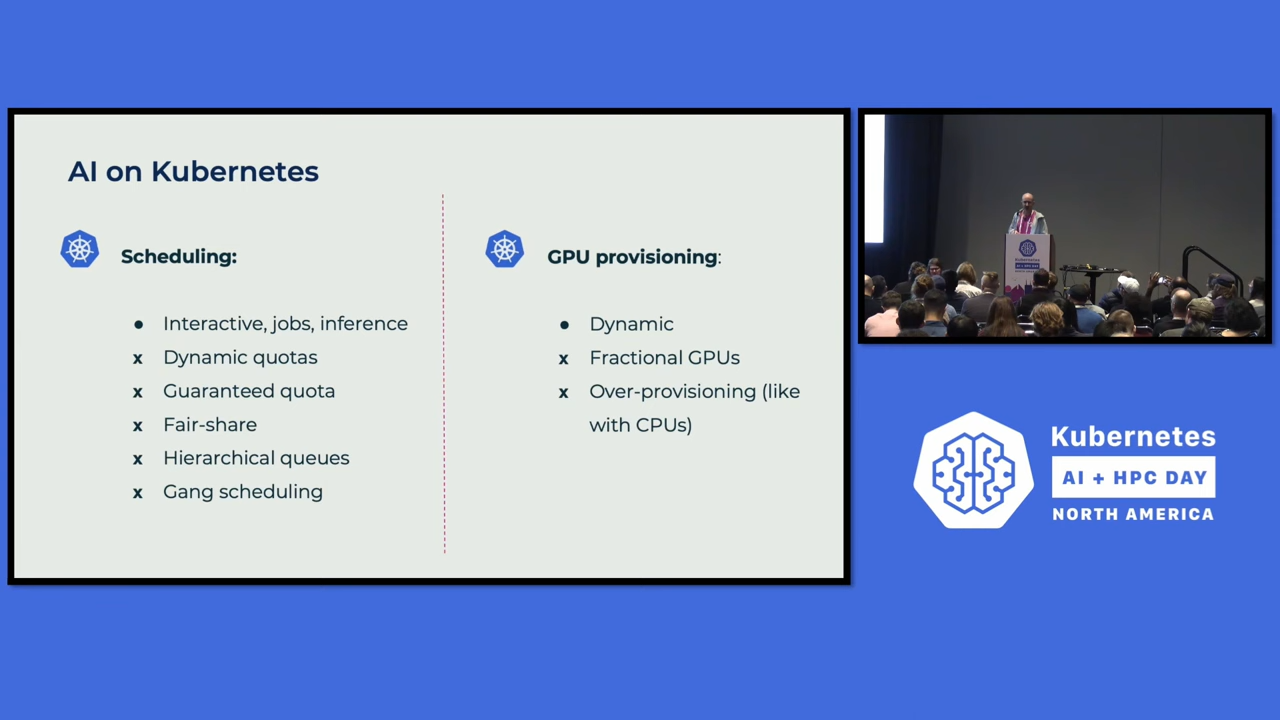 AI on Kubernetes
Scheduling:
● Interactive, jobs, inference
x Dynamic quotas
x Guaranteed quota
x Fair-share
x Hierarchical queues
x Gang scheduling
GPU provisioning:
● Dynamic
x Fractional GPUs
x Over-provisioning (like
with CPUs)
Kubernetes
AI + HPC DAY
NORTH AMERICA